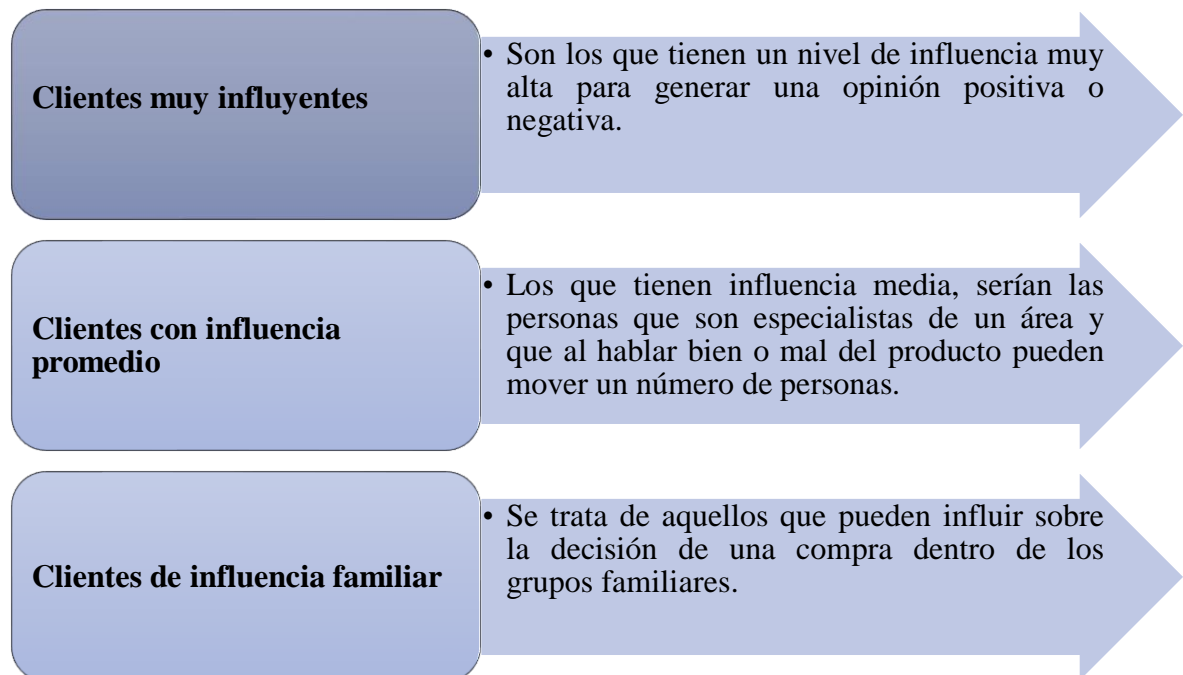 Clientes muy influyentes
• Son los que tienen un nivel de influencia muy
alta para generar una opinión positiva o
negativa.
Clientes con influencia
promedio
• Los que tienen influencia media, serían las
personas que son especialistas de un área y
que al hablar bien o mal del producto pueden
mover un número de personas.
Clientes de influencia familiar
• Se trata de aquellos que pueden influir sobre
la decisión de una compra dentro de los
grupos familiares.